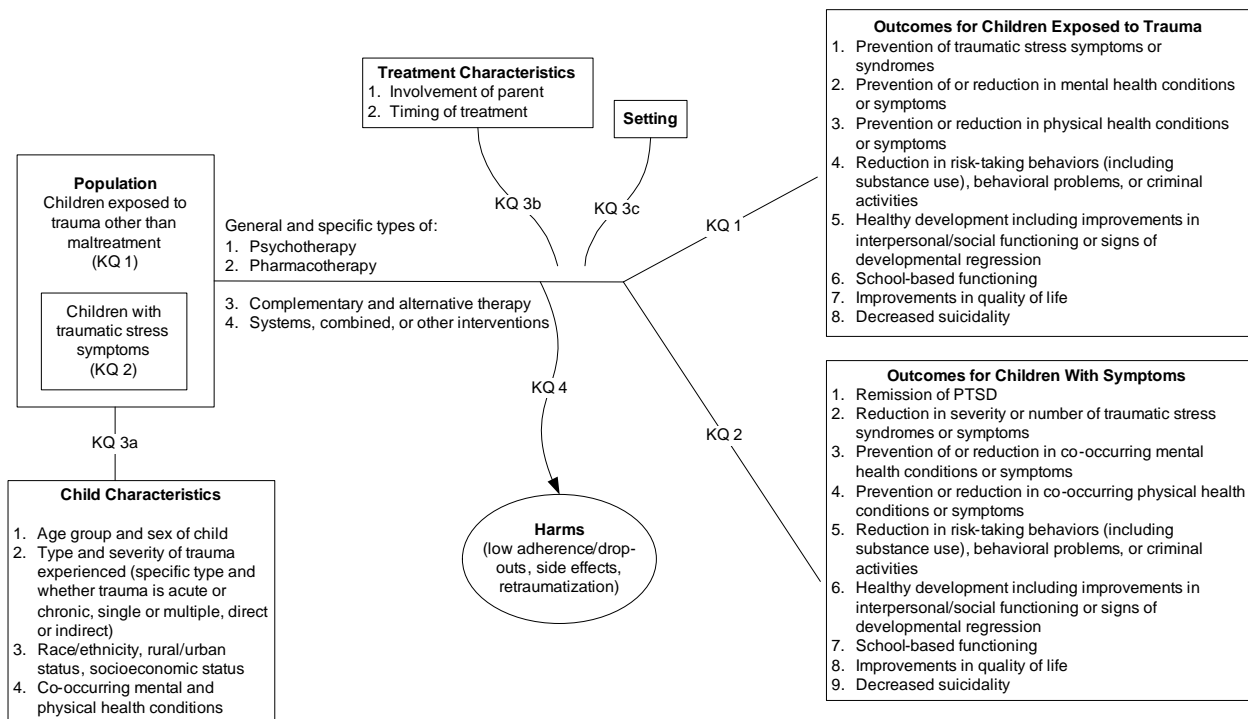 Treatment Characteristics
1. Involvement of parent
2. Timing of treatment
Setting
KQ 3b
KQ 3c
Population
Children exposed to
trauma other than
maltreatment
(KQ 1)
Children with
traumatic stress
symptoms
(KQ 2)
General and specific types of:
1. Psychotherapy
2. Pharmacotherapy
3. Complementary and alternative therapy
4. Systems, combined, or other interventions
KQ 1
KQ 2
KQ 4
Harms
(low adherence/drop-
outs, side effects,
retraumatization)
KQ 3a
Child Characteristics
1. Age group and sex of child
2. Type and severity of trauma
experienced (specific type and
whether trauma is acute or
chronic, single or multiple, direct
or indirect)
3. Race/ethnicity, rural/urban
status, socioeconomic status
4. Co-occurring mental and
physical health conditions
Outcomes for Children Exposed to Trauma
1. Prevention of traumatic stress symptoms or
syndromes
2. Prevention of or reduction in mental health conditions
or symptoms
3. Prevention or reduction in physical health conditions
or symptoms
4. Reduction in risk-taking behaviors (including
substance use), behavioral problems, or criminal
activities
5. Healthy development including improvements in
interpersonal/social functioning or signs of
developmental regression
6. School-based functioning
7. Improvements in quality of life
8. Decreased suicidality
Outcomes for Children With Symptoms
1. Remission of PTSD
2. Reduction in severity or number of traumatic stress
syndromes or symptoms
3. Prevention of or reduction in co-occurring mental
health conditions or symptoms
4. Prevention or reduction in co-occurring physical health
conditions or symptoms
5. Reduction in risk-taking behaviors (including
substance use), behavioral problems, or criminal
activities
6. Healthy development including improvements in
interpersonal/social functioning or signs of
developmental regression
7. School-based functioning
8. Improvements in quality of life
9. Decreased suicidality